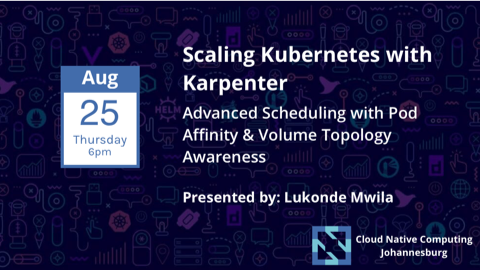 Aug
25
Thursday
6pm
Scaling Kubernetes with
Karpenter
Advanced Scheduling with Pod
Affinity & Volume Topology
Awareness
Presented by: Lukonde Mwila
HELM
Cloud Native Computing
Johannesburg